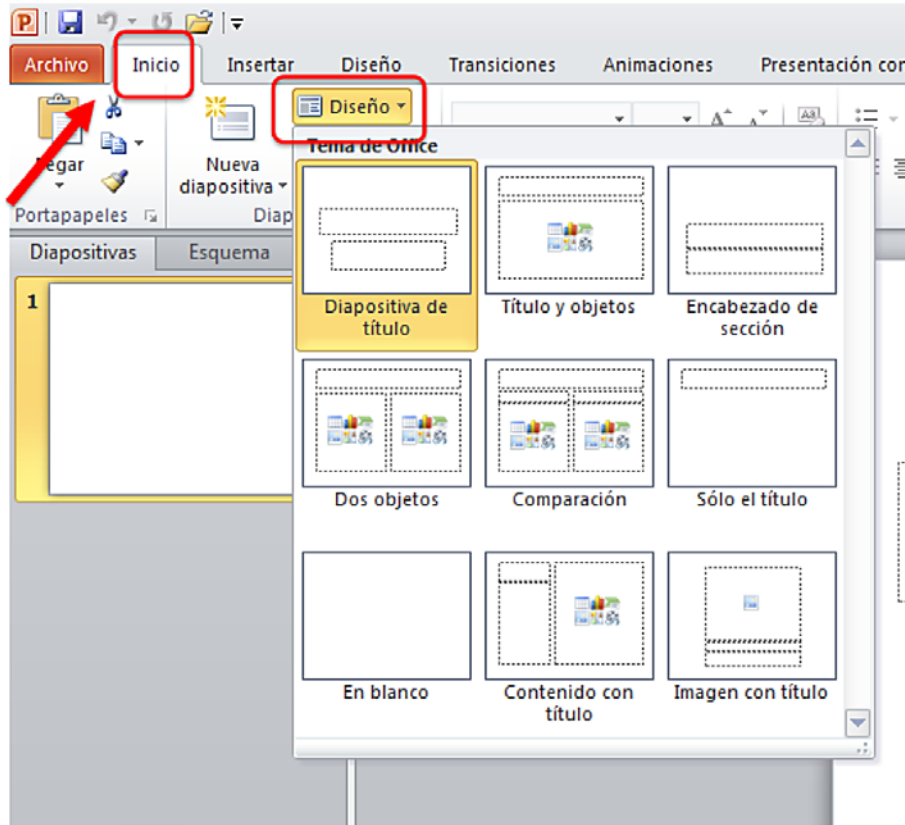 Archivo Inicio Insertar Diseño Transiciones Animaciones Presentación con
Diseño
Nueva
diapositiva
Portapapeles Diap
Tema de Office
Diapositivas Esquema
1
Diapositiva de
título
Título y objetos
Encabezado de
sección
Dos objetos
Comparación
Sólo el título
En blanco
Contenido con
título
Imagen con título